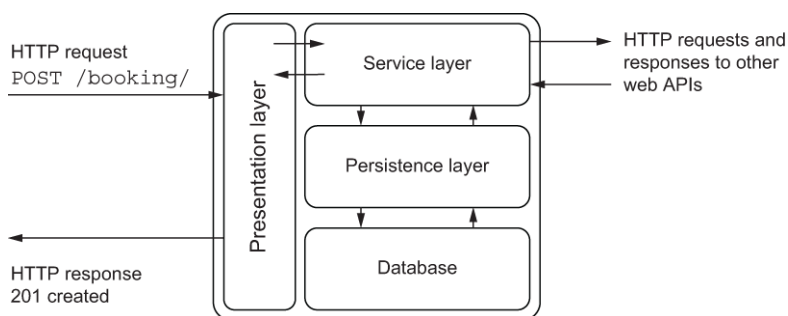 HTTP request
POST /booking/
Presentation layer
Service layer
HTTP requests and
responses to other
web APIs
Persistence layer
Database
HTTP response
201 created